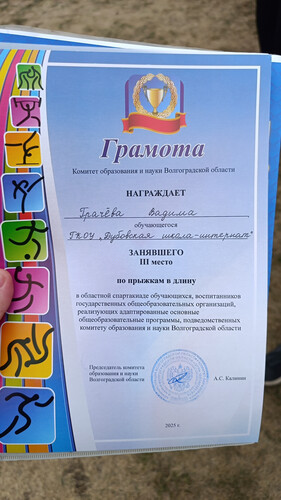 Грамота
Комитет образования и науки Волгоградской области
НАГРАЖДАЕТ
Грачёва Вадима
обучающегося
ГКОУ „Дубовская школа-интернат"
ЗАНЯВШЕГО
III место
по прыжкам в длину
в областной спартакиаде обучающихся, воспитанников
государственных общеобразовательных организаций,
реализующих адаптированные основные
общеобразовательные программы, подведомственных
комитету образования и науки Волгоградской области
Председатель комитета
образования и науки
Волгоградской области
А.С. Калинин
2025 г.